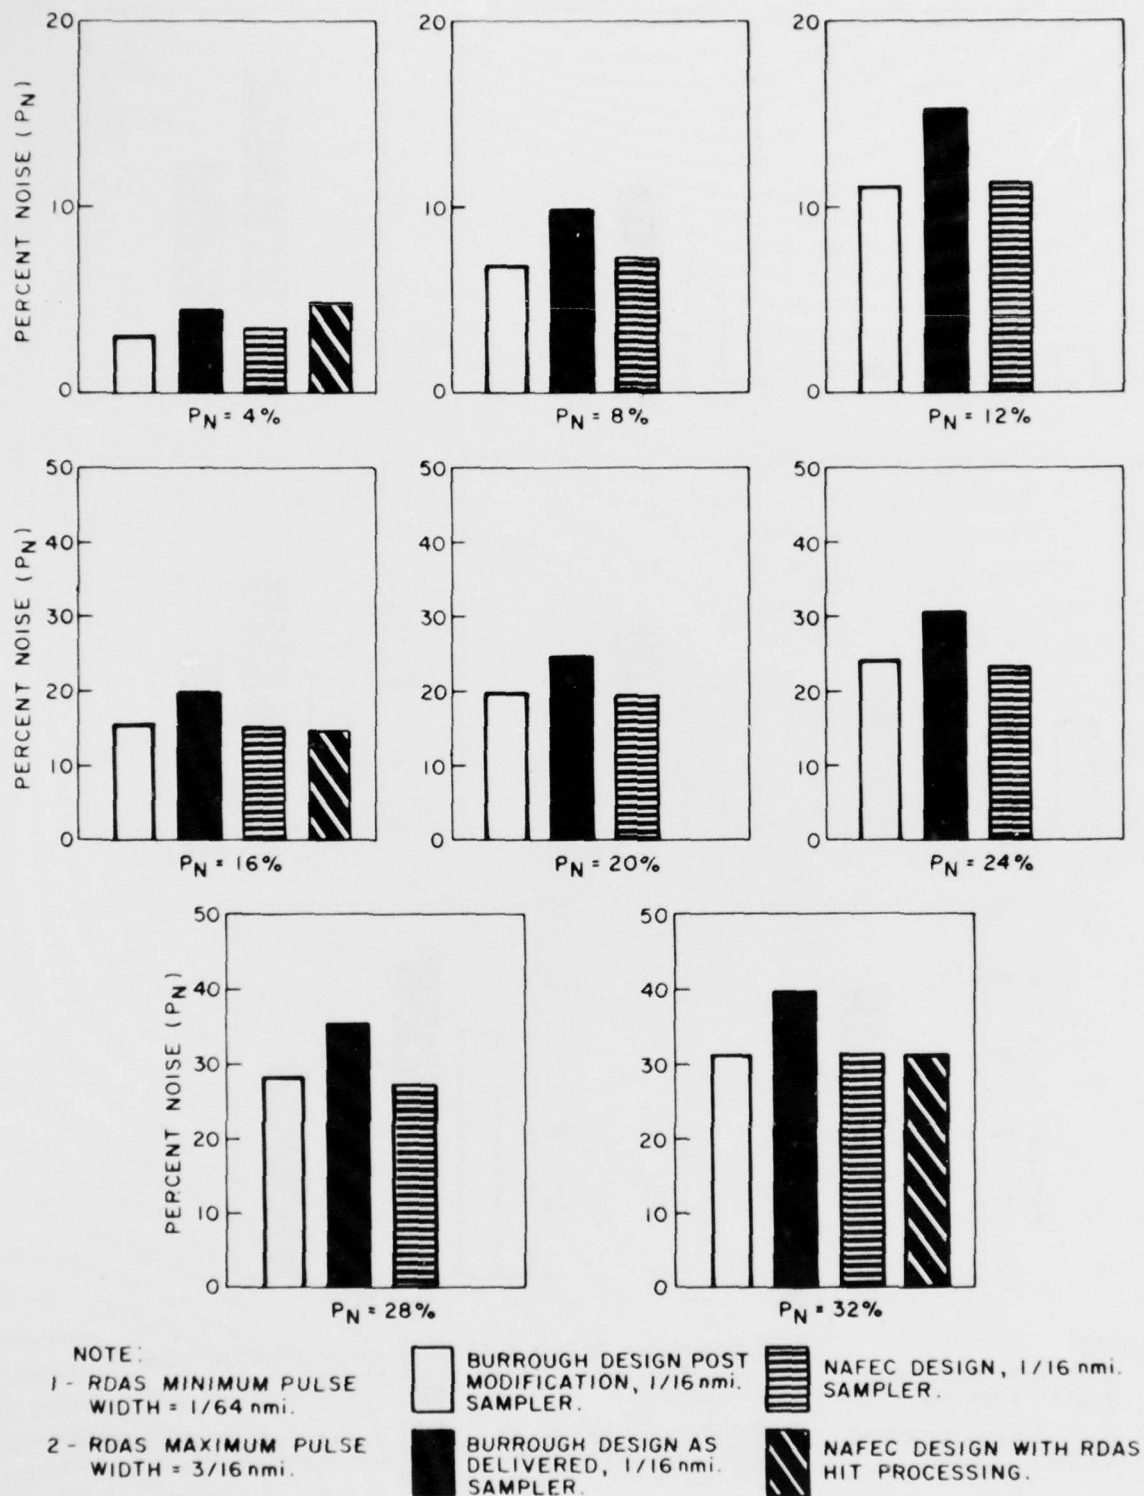 20
10
0
PERCENT NOISE (PN)
PN = 4%
20
10
0
PN = 8%
20
10
0
PN = 12%
50
40
30
20
10
0
PERCENT NOISE (PN)
PN = 16%
50
40
30
20
10
0
PN = 20%
50
40
30
20
10
0
PN = 24%
50
40
30
20
10
0
PERCENT NOISE (PN)
PN = 28%
50
40
30
20
10
0
PN = 32%
NOTE:
1 - RDAS MINIMUM PULSE
WIDTH = 1/64 nmi.
2 - RDAS MAXIMUM PULSE
WIDTH = 3/16 nmi.
BURROUGH DESIGN POST
MODIFICATION, 1/16 nmi.
SAMPLER.
BURROUGH DESIGN AS
DELIVERED, 1/16 nmi.
SAMPLER.
NAFEC DESIGN, 1/16 nmi.
SAMPLER.
NAFEC DESIGN WITH RDAS
HIT PROCESSING.